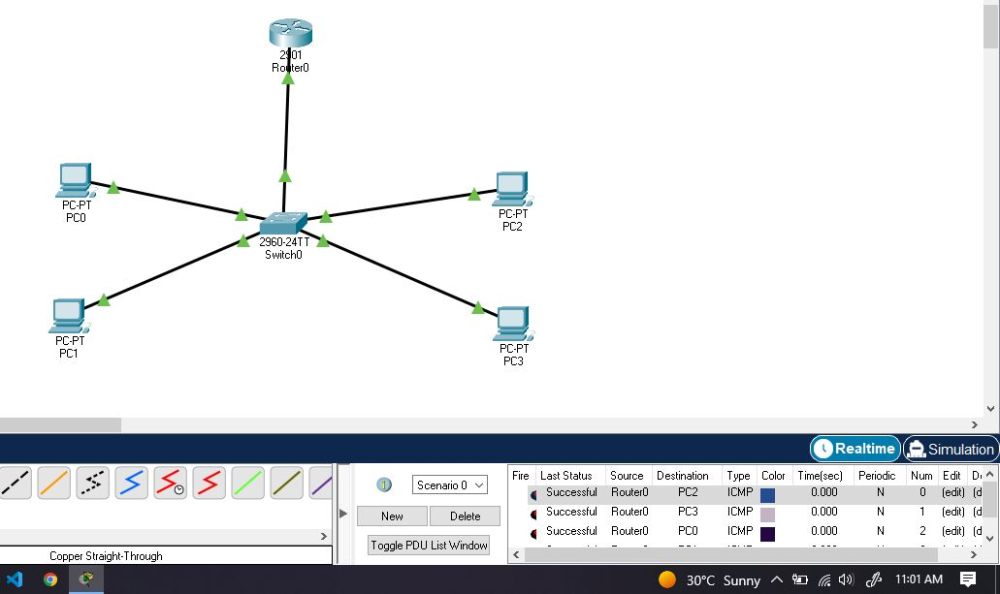 2901
Router0
PC-PT
PC0
PC-PT
PC2
2960-24TT
Switch0
PC-PT
PC1
PC-PT
PC3
Realtime
Simulation
Scenario 0
New
Delete
Toggle PDU List Window
Fire Last Status Source Destination Type Color Time(sec) Periodic Num Edit
Successful Router0 PC2 ICMP 0.000 N 0 (edit)
Successful Router0 PC3 ICMP 0.000 N 1 (edit)
Successful Router0 PC0 ICMP 0.000 N 2 (edit)
Copper Straight-Through
30°C Sunny
11:01 AM